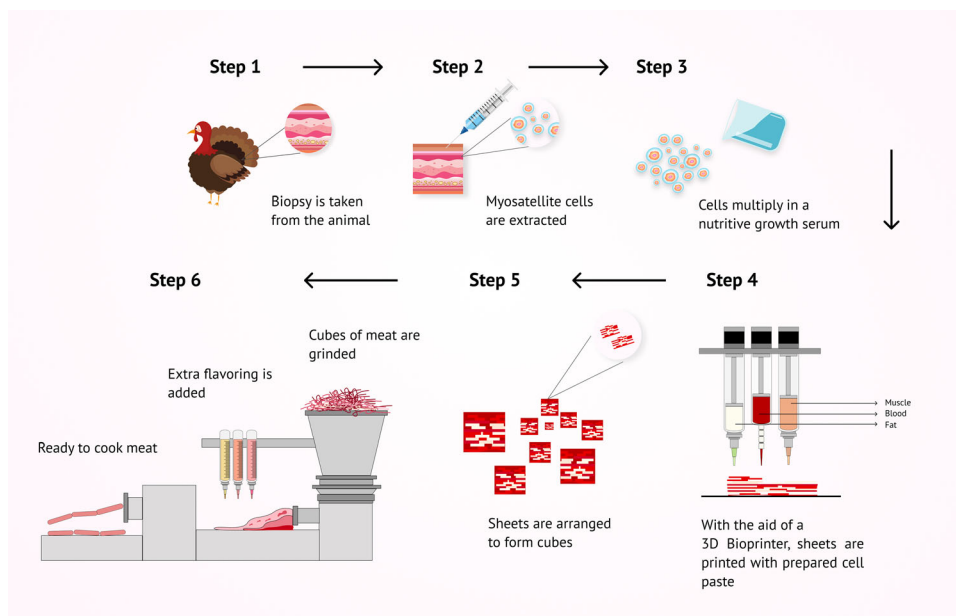 Step 1
Step 2
Step 3
Biopsy is taken
from the animal
Myosatellite cells
are extracted
Cells multiply in a
nutritive growth serum
Step 4
Muscle
Blood
Fat
With the aid of a
3D Bioprinter, sheets are
printed with prepared cell
paste
Step 5
Sheets are arranged
to form cubes
Step 6
Cubes of meat are
grinded
Extra flavoring is
added
Ready to cook meat